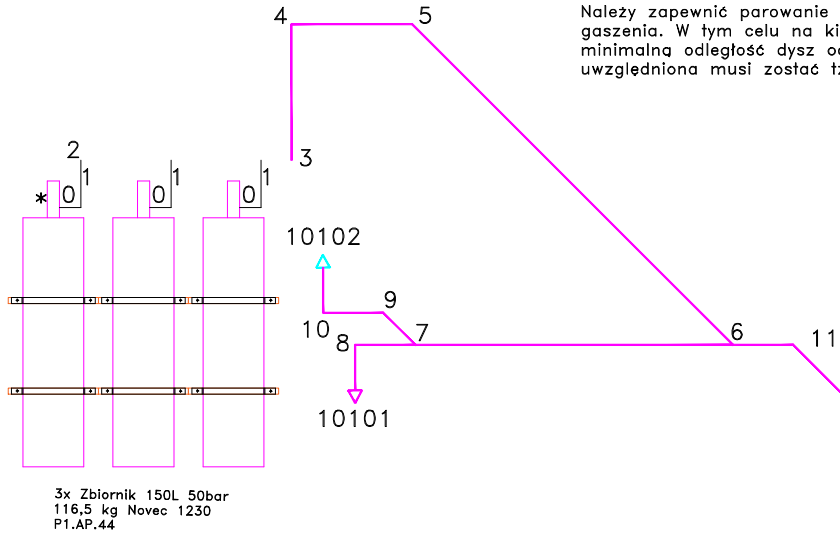 4
5
Należy zapewnić parowanie
gaszenia. W tym celu na ki
minimalną odległość dysz od
uwzględniona musi zostać tz
3
2
* 0 1
0 1
0 1
10102
9
10
8
7
6
11
10101
3x Zbiornik 150L 50bar
116,5 kg Novec 1230
P1.AP.44